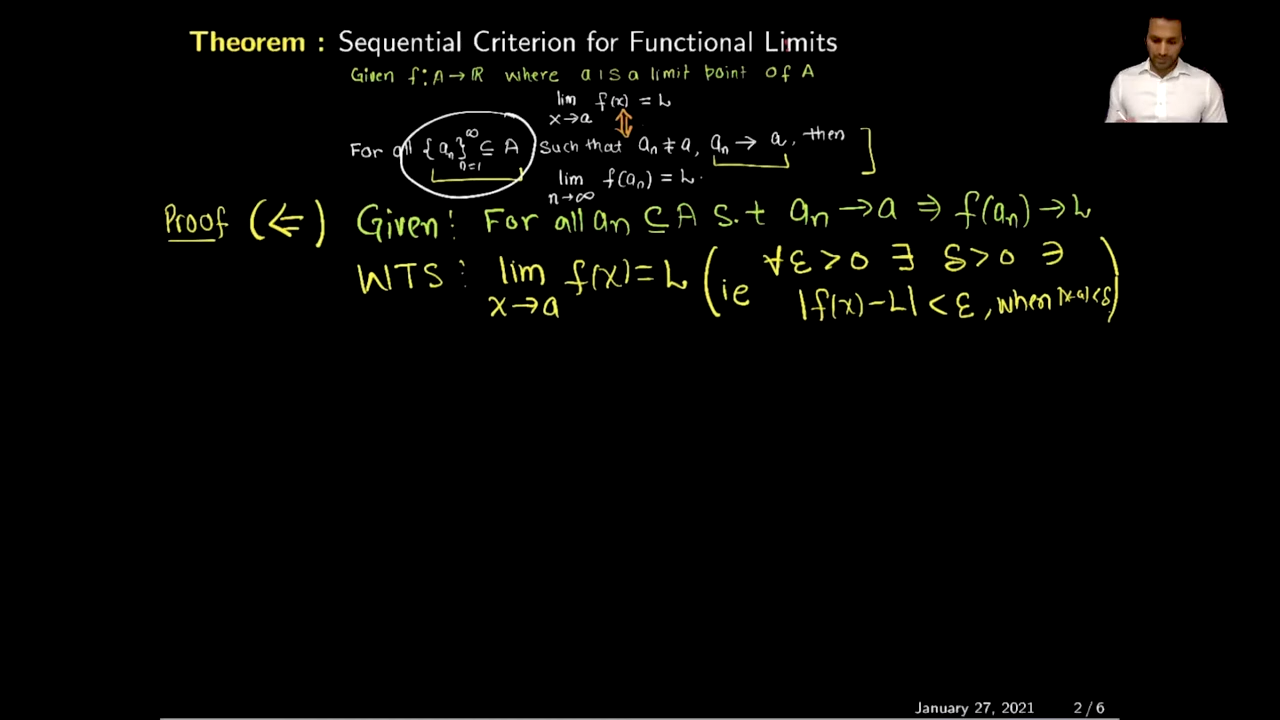 Theorem : Sequential Criterion for Functional Limits
Given f: A → ℝ where a is a limit point of A
lim x→a f(x) = L
⇕
For all {aₙ}_{n=1}^∞ ⊆ A such that aₙ ≠ a, aₙ → a, then ]
lim n→∞ f(aₙ) = L.
Proof (⇐) Given: For all an ⊆ A s.t aₙ → a ⇒ f(aₙ) → L
WTS : lim x→a f(x) = L (ie ∀ε > 0 ∃ δ > 0 ∋
|f(x) - L| < ε, when |x-a| < δ)
January 27, 2021 2 / 6